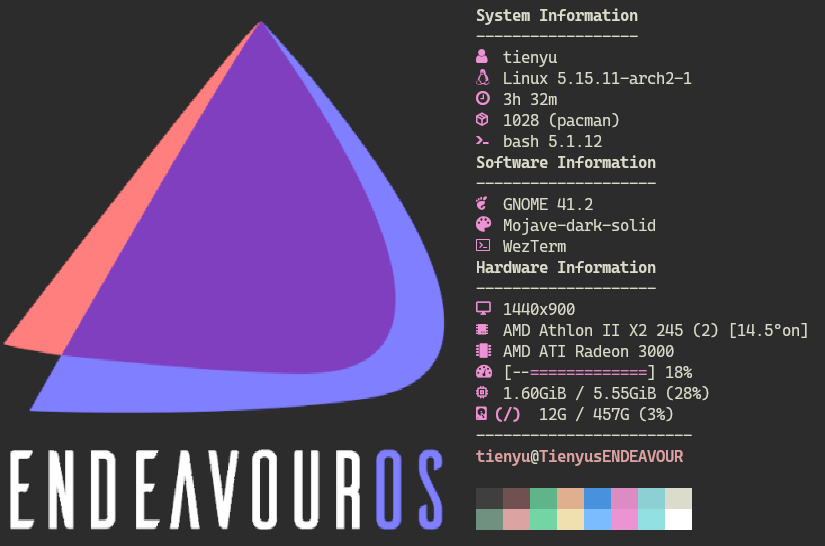 System Information
------------------
tienyu
Linux 5.15.11-arch2-1
3h 32m
1028 (pacman)
bash 5.1.12
Software Information
--------------------
GNOME 41.2
Mojave-dark-solid
WezTerm
Hardware Information
--------------------
1440x900
AMD Athlon II X2 245 (2) [14.5°on]
AMD ATI Radeon 3000
[--=============] 18%
1.60GiB / 5.55GiB (28%)
(/) 12G / 457G (3%)
------------------------
tienyu@TienyusENDEAVOUR
ENDEAVOUROS